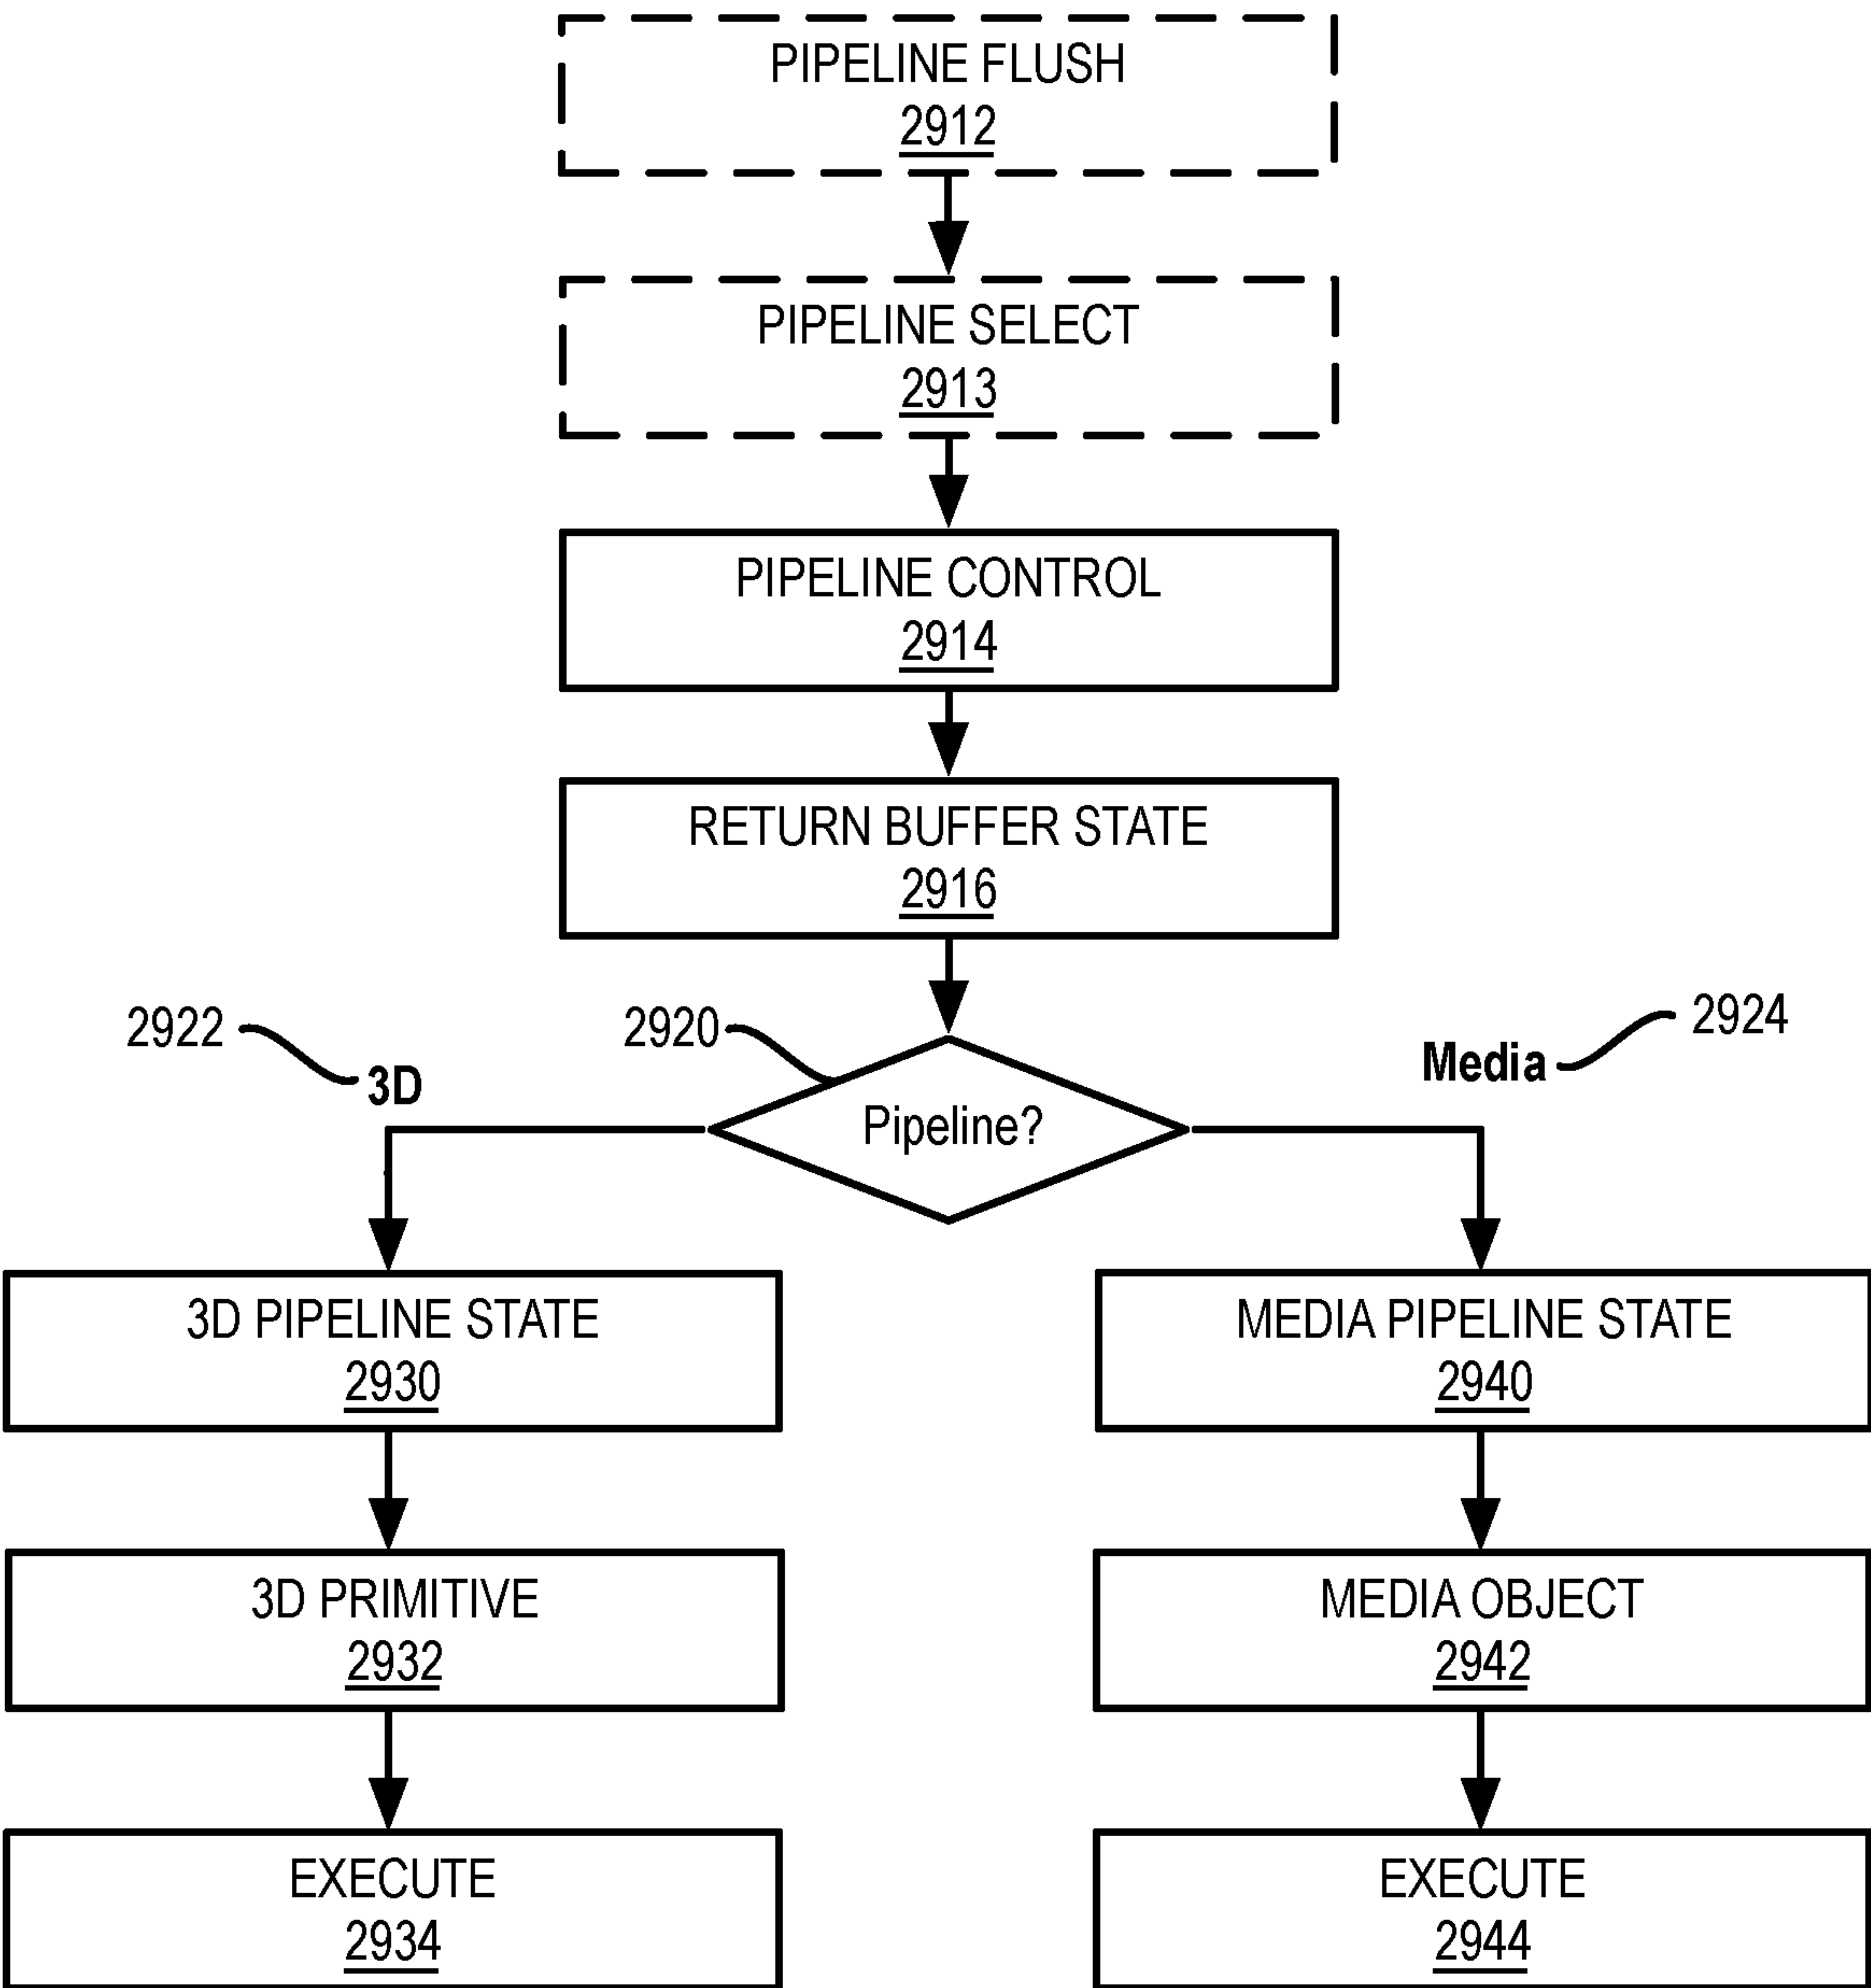 PIPELINE FLUSH
2912
PIPELINE SELECT
2913
PIPELINE CONTROL
2914
RETURN BUFFER STATE
2916
2922
3D
2920
Pipeline?
Media
2924
3D PIPELINE STATE
2930
MEDIA PIPELINE STATE
2940
3D PRIMITIVE
2932
MEDIA OBJECT
2942
EXECUTE
2934
EXECUTE
2944